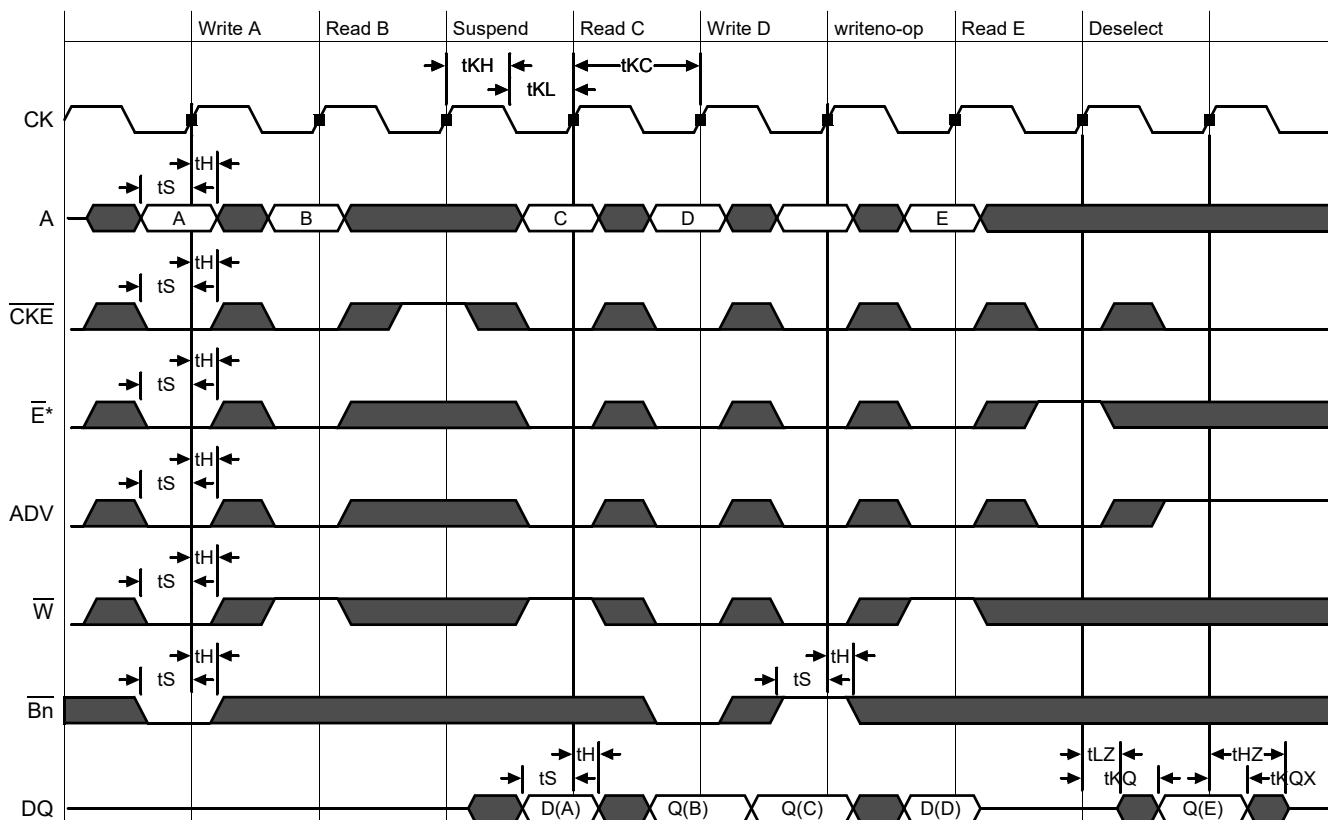 Write A Read B Suspend Read C Write D writeno-op Read E Deselect
tKH tKC
tKL
CK
tH
tS
A A B C D E
tH
tS
CKE
tH
tS
E*
tH
tS
ADV
tH
tS
W
tH tH
tS tS
Bn
tH tLZ tHZ
tS tKQ tKQX
DQ D(A) Q(B) Q(C) D(D) Q(E)